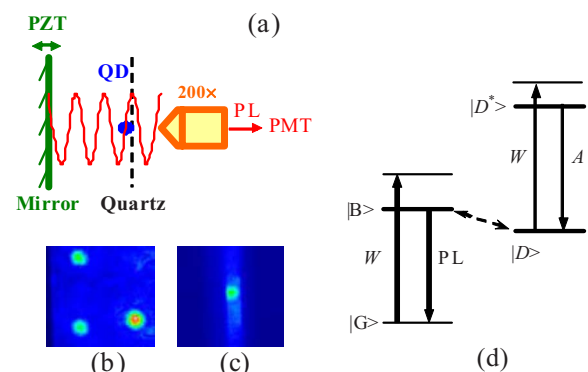 PZT
(a)
QD
200×
PL
PMT
Mirror
Quartz
(b)
(c)
|D*>
W
A
|B>
|D>
W
PL
|G>
(d)